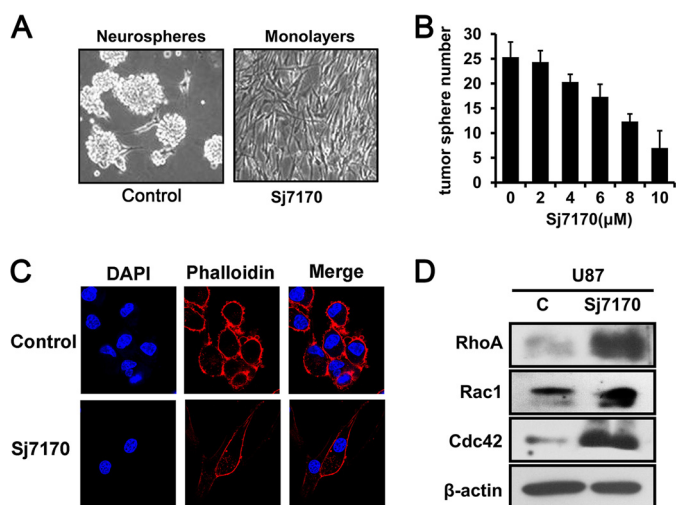 A
Neurospheres Monolayers
Control Sj7170
B
tumor sphere number
30
25
20
15
10
5
0
0 2 4 6 8 10
Sj7170(µM)
C
DAPI Phalloidin Merge
Control
Sj7170
D
U87
C Sj7170
RhoA
Rac1
Cdc42
β-actin